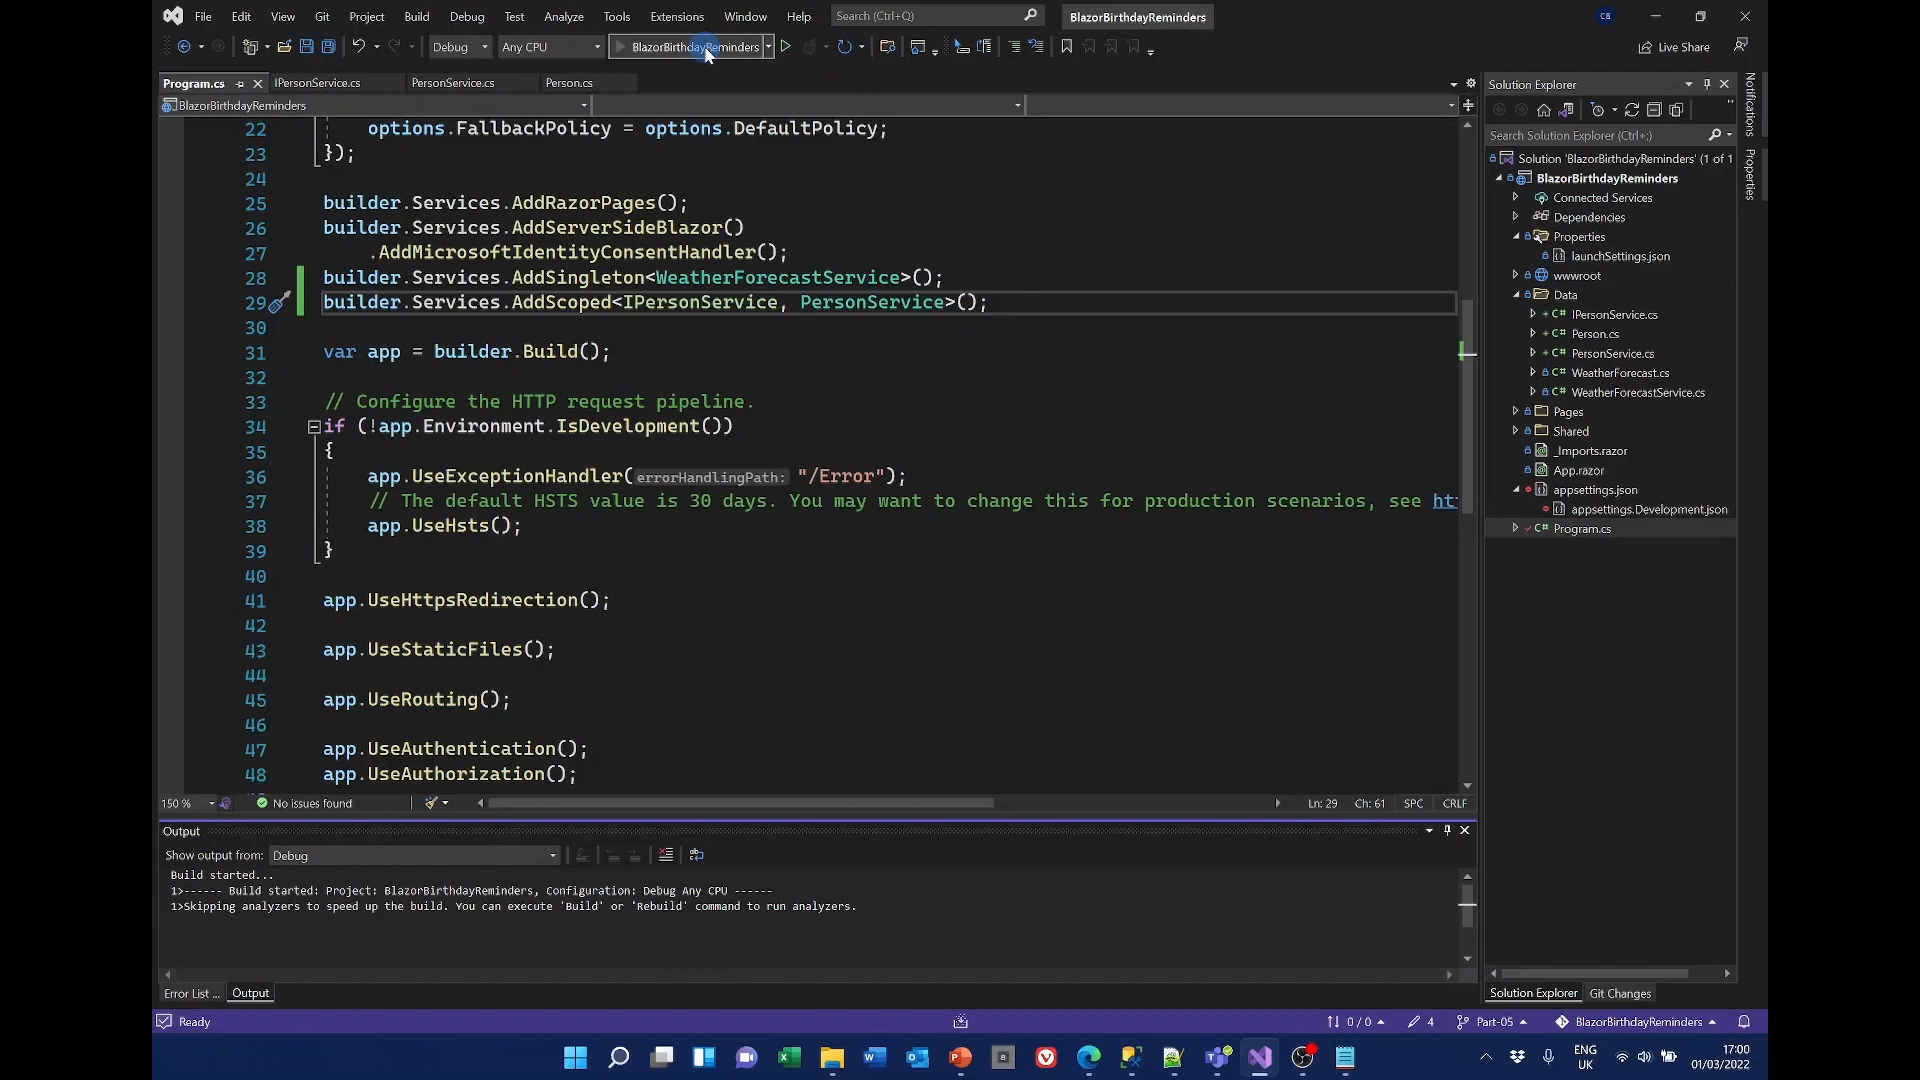 File Edit View Git Project Build Debug Test Analyze Tools Extensions Window Help Search (Ctrl+Q) BlazorBirthdayReminders CB
Debug Any CPU BlazorBirthdayReminders Live Share
Program.cs IPersonService.cs PersonService.cs Person.cs
BlazorBirthdayReminders
22 options.FallbackPolicy = options.DefaultPolicy;
23 });
24
25 builder.Services.AddRazorPages();
26 builder.Services.AddServerSideBlazor()
27 .AddMicrosoftIdentityConsentHandler();
28 builder.Services.AddSingleton<WeatherForecastService>();
29 builder.Services.AddScoped<IPersonService, PersonService>();
30
31 var app = builder.Build();
32
33 // Configure the HTTP request pipeline.
34 if (!app.Environment.IsDevelopment())
35 {
36 app.UseExceptionHandler(errorHandlingPath: "/Error");
37 // The default HSTS value is 30 days. You may want to change this for production scenarios, see ht
38 app.UseHsts();
39 }
40
41 app.UseHttpsRedirection();
42
43 app.UseStaticFiles();
44
45 app.UseRouting();
46
47 app.UseAuthentication();
48 app.UseAuthorization();
150 % No issues found Ln: 29 Ch: 61 SPC CRLF
Output
Show output from: Debug
Build started...
1>------ Build started: Project: BlazorBirthdayReminders, Configuration: Debug Any CPU ------
1>Skipping analyzers to speed up the build. You can execute 'Build' or 'Rebuild' command to run analyzers.
Error List ... Output
Solution Explorer
Search Solution Explorer (Ctrl+;)
Solution 'BlazorBirthdayReminders' (1 of 1
BlazorBirthdayReminders
Connected Services
Dependencies
Properties
launchSettings.json
wwwroot
Data
C# IPersonService.cs
C# Person.cs
C# PersonService.cs
C# WeatherForecast.cs
C# WeatherForecastService.cs
Pages
Shared
_Imports.razor
App.razor
appsettings.json
appsettings.Development.json
C# Program.cs
Solution Explorer Git Changes
Notifications
Properties
Ready 0 / 0 4 Part-05 BlazorBirthdayReminders
ENG 17:00
UK 01/03/2022